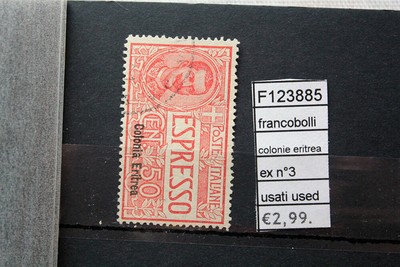 POSTE ITALIANE
ESPRESSO
CENT. 50
Colonia Eritrea
F123885
francobolli
colonie eritrea
ex n°3
usati used
€2,99.